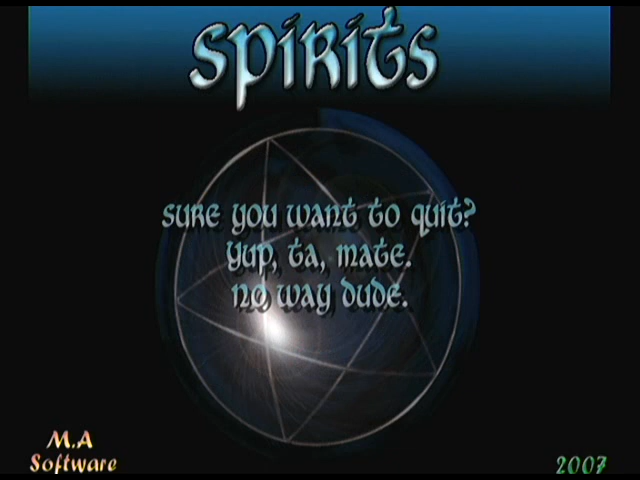 Spirits
Sure you want to quit?
Yup, ta, mate.
No way dude.
M.A
Software
2007